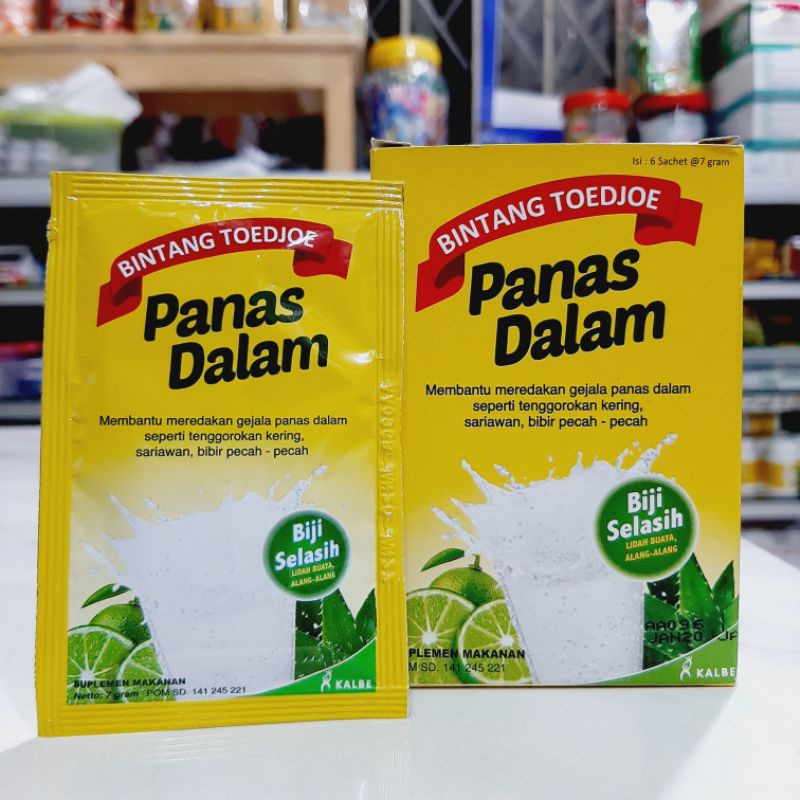 BINTANG TOEDJOE
Panas
Dalam
Membantu meredakan gejala panas dalam
seperti tenggorokan kering,
sariawan, bibir pecah - pecah
Biji
Selasih
LIDAH BUAYA,
ALANG-ALANG
SUPLEMEN MAKANAN
Netto: 7 gram POM SD. 141 245 221
KALBE
Isi : 6 Sachet @7 gram
BINTANG TOEDJOE
Panas
Dalam
Membantu meredakan gejala panas dalam
seperti tenggorokan kering,
sariawan, bibir pecah - pecah
Biji
Selasih
LIDAH BUAYA,
ALANG-ALANG
AA096
JAN20 JA
PLEMEN MAKANAN
M SD. 141 245 221
KALBE